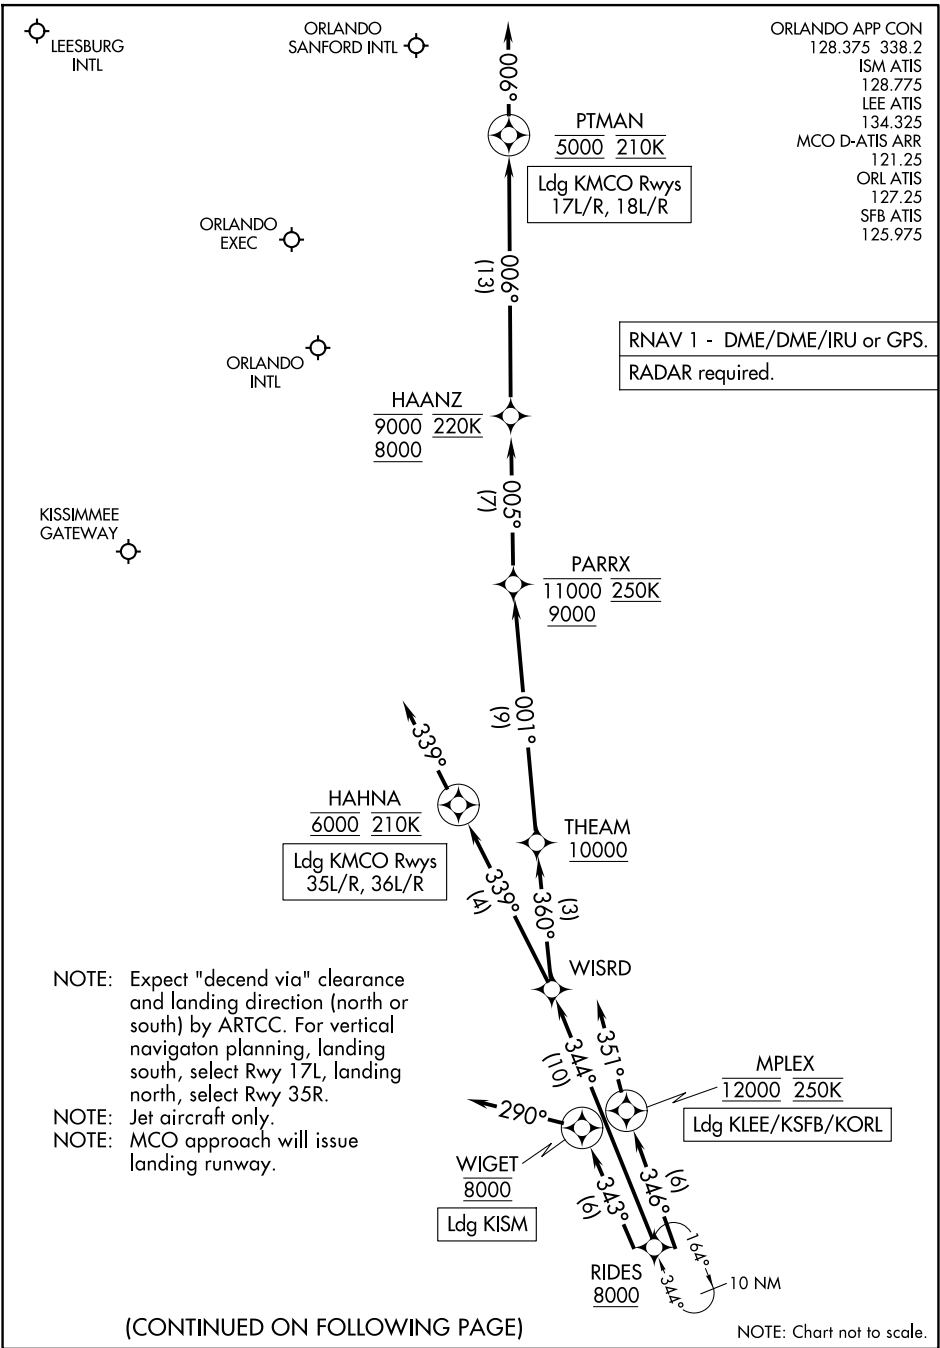 LEESBURG
INTL
ORLANDO
SANFORD INTL
ORLANDO APP CON
128.375 338.2
ISM ATIS
128.775
LEE ATIS
134.325
MCO D-ATIS ARR
121.25
ORL ATIS
127.25
SFB ATIS
125.975
006°
PTMAN
5000 210K
Ldg KMCO Rwys
17L/R, 18L/R
ORLANDO
EXEC
006°
(13)
ORLANDO
INTL
RNAV 1 - DME/DME/IRU or GPS.
RADAR required.
HAANZ
9000 220K
8000
005°
(7)
KISSIMMEE
GATEWAY
PARRX
11000 250K
9000
001°
(9)
339°
HAHNA
6000 210K
Ldg KMCO Rwys
35L/R, 36L/R
THEAM
10000
339°
(4)
360°
(3)
WISRD
NOTE: Expect "decend via" clearance
and landing direction (north or
south) by ARTCC. For vertical
navigaton planning, landing
south, select Rwy 17L, landing
north, select Rwy 35R.
NOTE: Jet aircraft only.
NOTE: MCO approach will issue
landing runway.
344°
(10)
351°
MPLEX
12000 250K
Ldg KLEE/KSFB/KORL
290°
WIGET
8000
Ldg KISM
343°
(6)
346°
(6)
RIDES
8000
164°
344°
10 NM
(CONTINUED ON FOLLOWING PAGE)
NOTE: Chart not to scale.